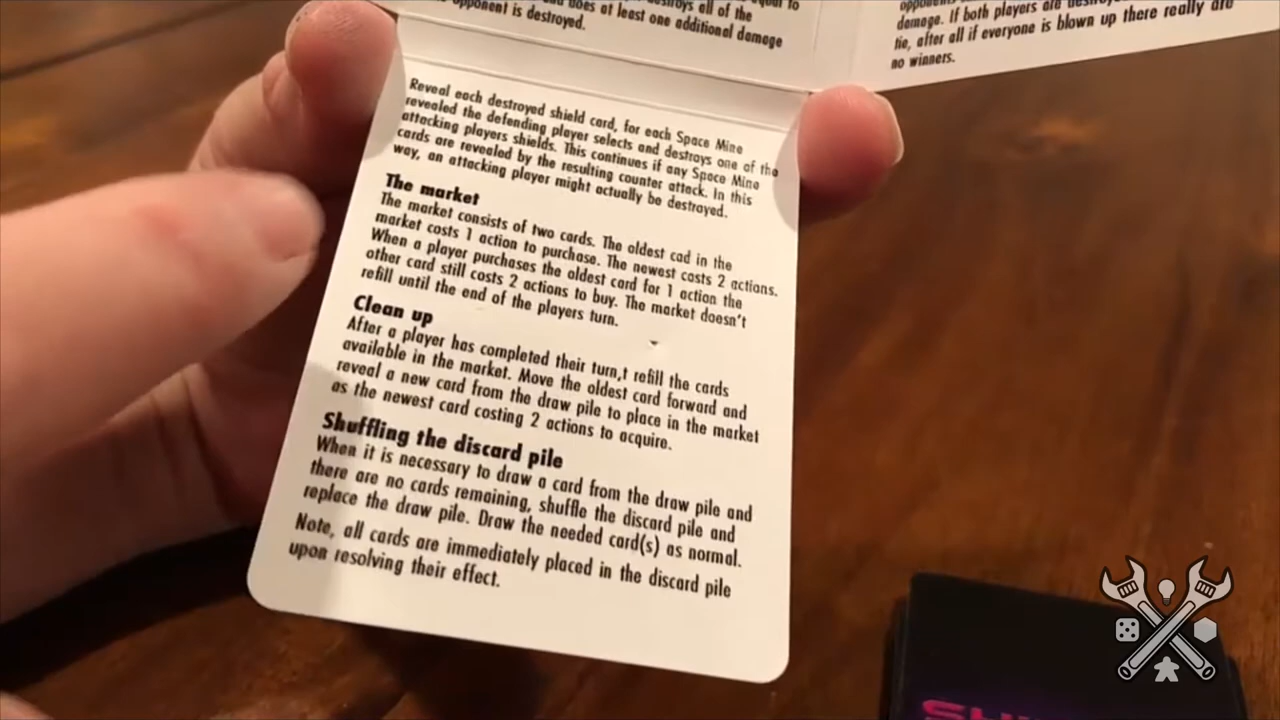 oys all of the
does at least one additional damage
opponent is destroyed.
damage. If both players are
tie, after all if everyone is blown up there really are
no winners.
Reveal each destroyed shield card, for each Space Mine
revealed the defending player selects and destroys one of the
attacking players shields. This continues if any Space Mine
cards are revealed by the resulting counter attack. In this
way, an attacking player might actually be destroyed.
The market
The market consists of two cards. The oldest cad in the
market costs 1 action to purchase. The newest costs 2 actions.
When a player purchases the oldest card for 1 action the
other card still costs 2 actions to buy. The market doesn't
refill until the end of the players turn.
Clean up
After a player has completed their turn,t refill the cards
available in the market. Move the oldest card forward and
reveal a new card from the draw pile to place in the market
as the newest card costing 2 actions to acquire.
Shuffling the discard pile
When it is necessary to draw a card from the draw pile and
there are no cards remaining, shuffle the discard pile and
replace the draw pile. Draw the needed card(s) as normal.
Note, all cards are immediately placed in the discard pile
upon resolving their effect.